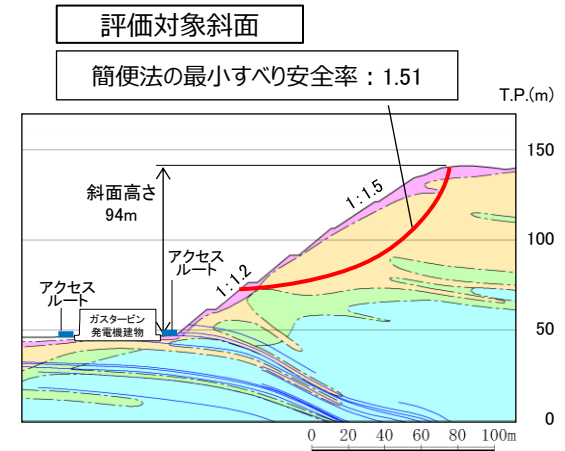 評価対象斜面
簡便法の最小すべり安全率：1.51
T.P.(m)
150
斜面高さ
94m
1:1.5
アクセス
ルート
100
1:1.2
アクセス
ルート
ガスタービン
発電機建物
50
0
0 20 40 60 80 100m